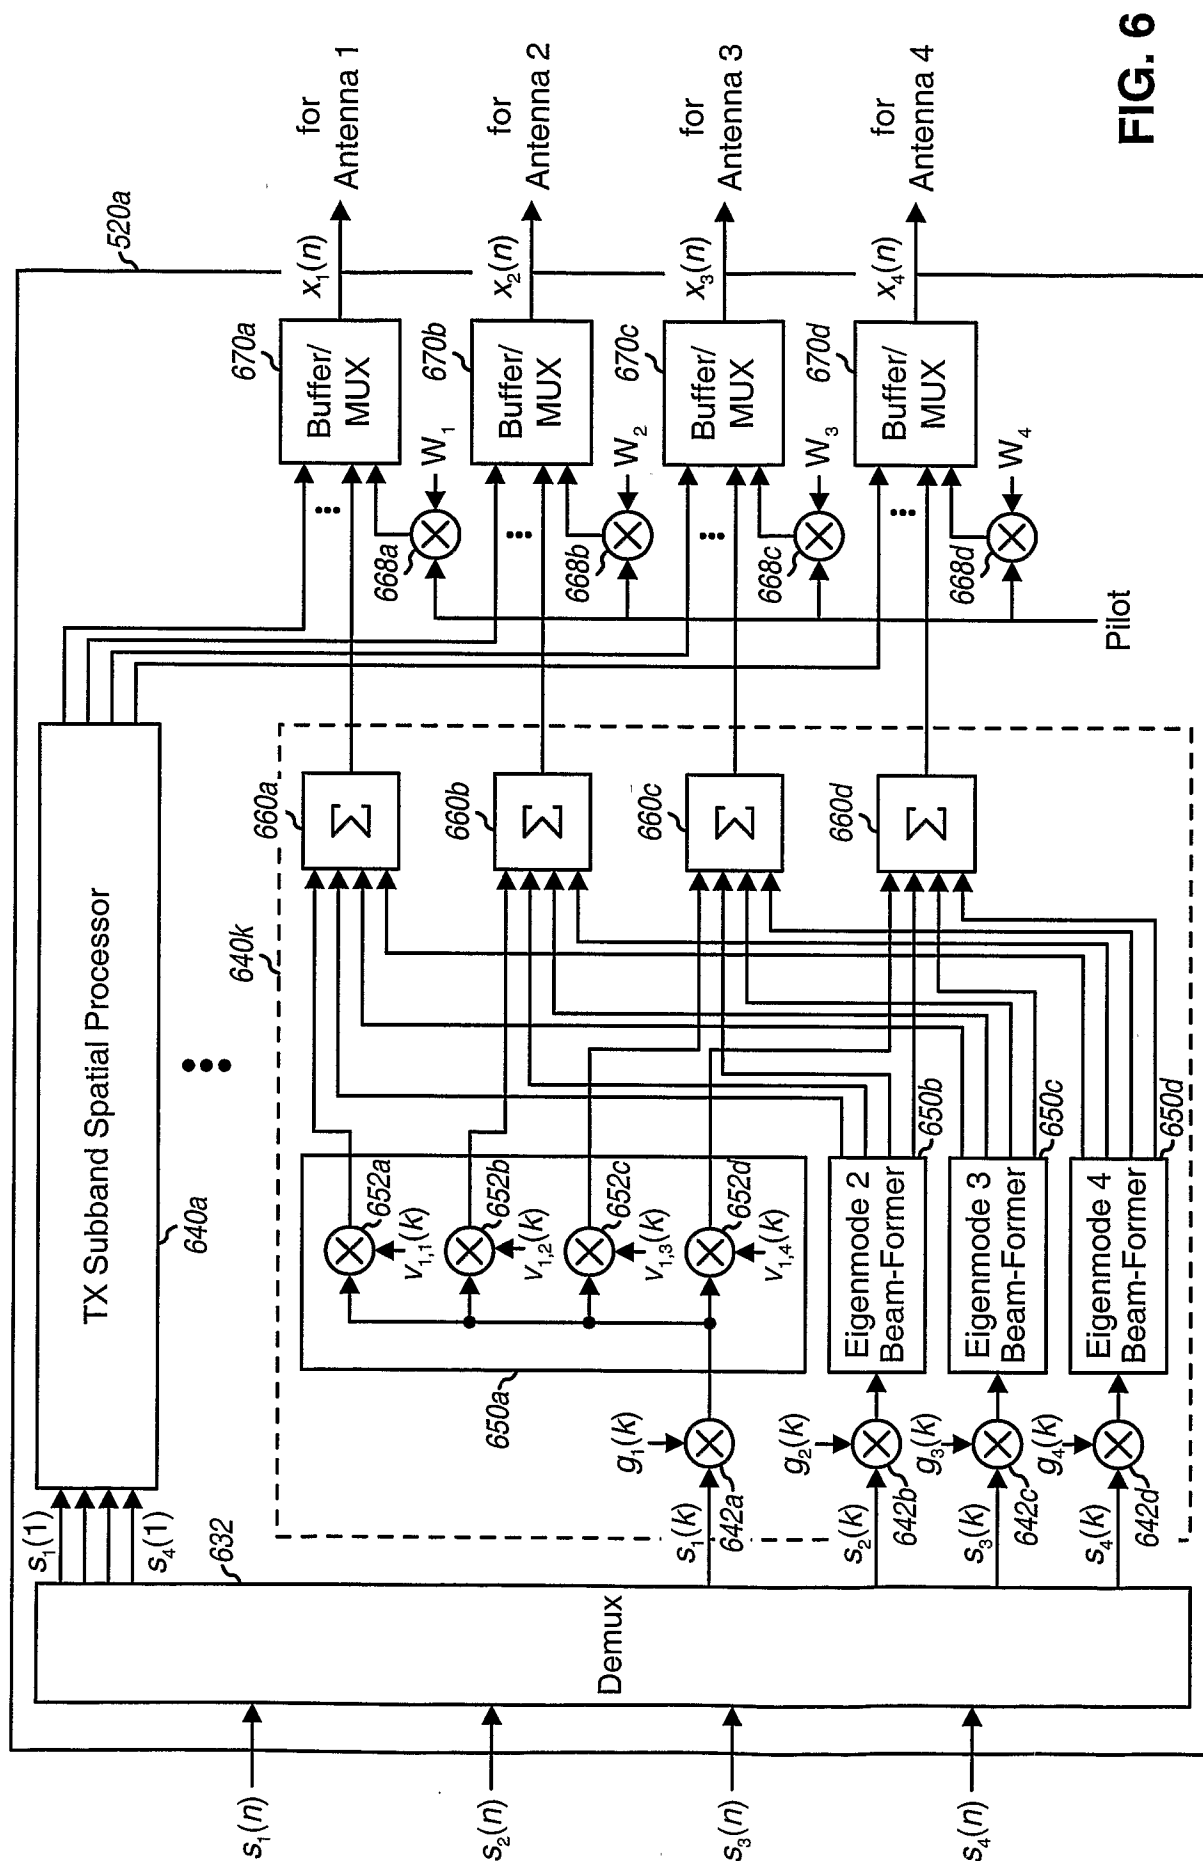 FIG. 6
520a
s₁(n)
s₂(n)
s₃(n)
s₄(n)
Demux
632
s₁(1)
s₄(1)
TX Subband Spatial Processor
640a
640k
s₁(k)
s₂(k)
s₃(k)
s₄(k)
g₁(k)
g₂(k)
g₃(k)
g₄(k)
642a
642b
642c
642d
650a
652a
652b
652c
652d
v₁,₁(k)
v₁,₂(k)
v₁,₃(k)
v₁,₄(k)
Eigenmode 2
Beam-Former
650b
Eigenmode 3
Beam-Former
650c
Eigenmode 4
Beam-Former
650d
660a
Σ
660b
Σ
660c
Σ
660d
Σ
Pilot
668a
W₁
668b
W₂
668c
W₃
668d
W₄
670a
Buffer/
MUX
670b
Buffer/
MUX
670c
Buffer/
MUX
670d
Buffer/
MUX
x₁(n)
x₂(n)
x₃(n)
x₄(n)
for
Antenna 1
for
Antenna 2
for
Antenna 3
for
Antenna 4